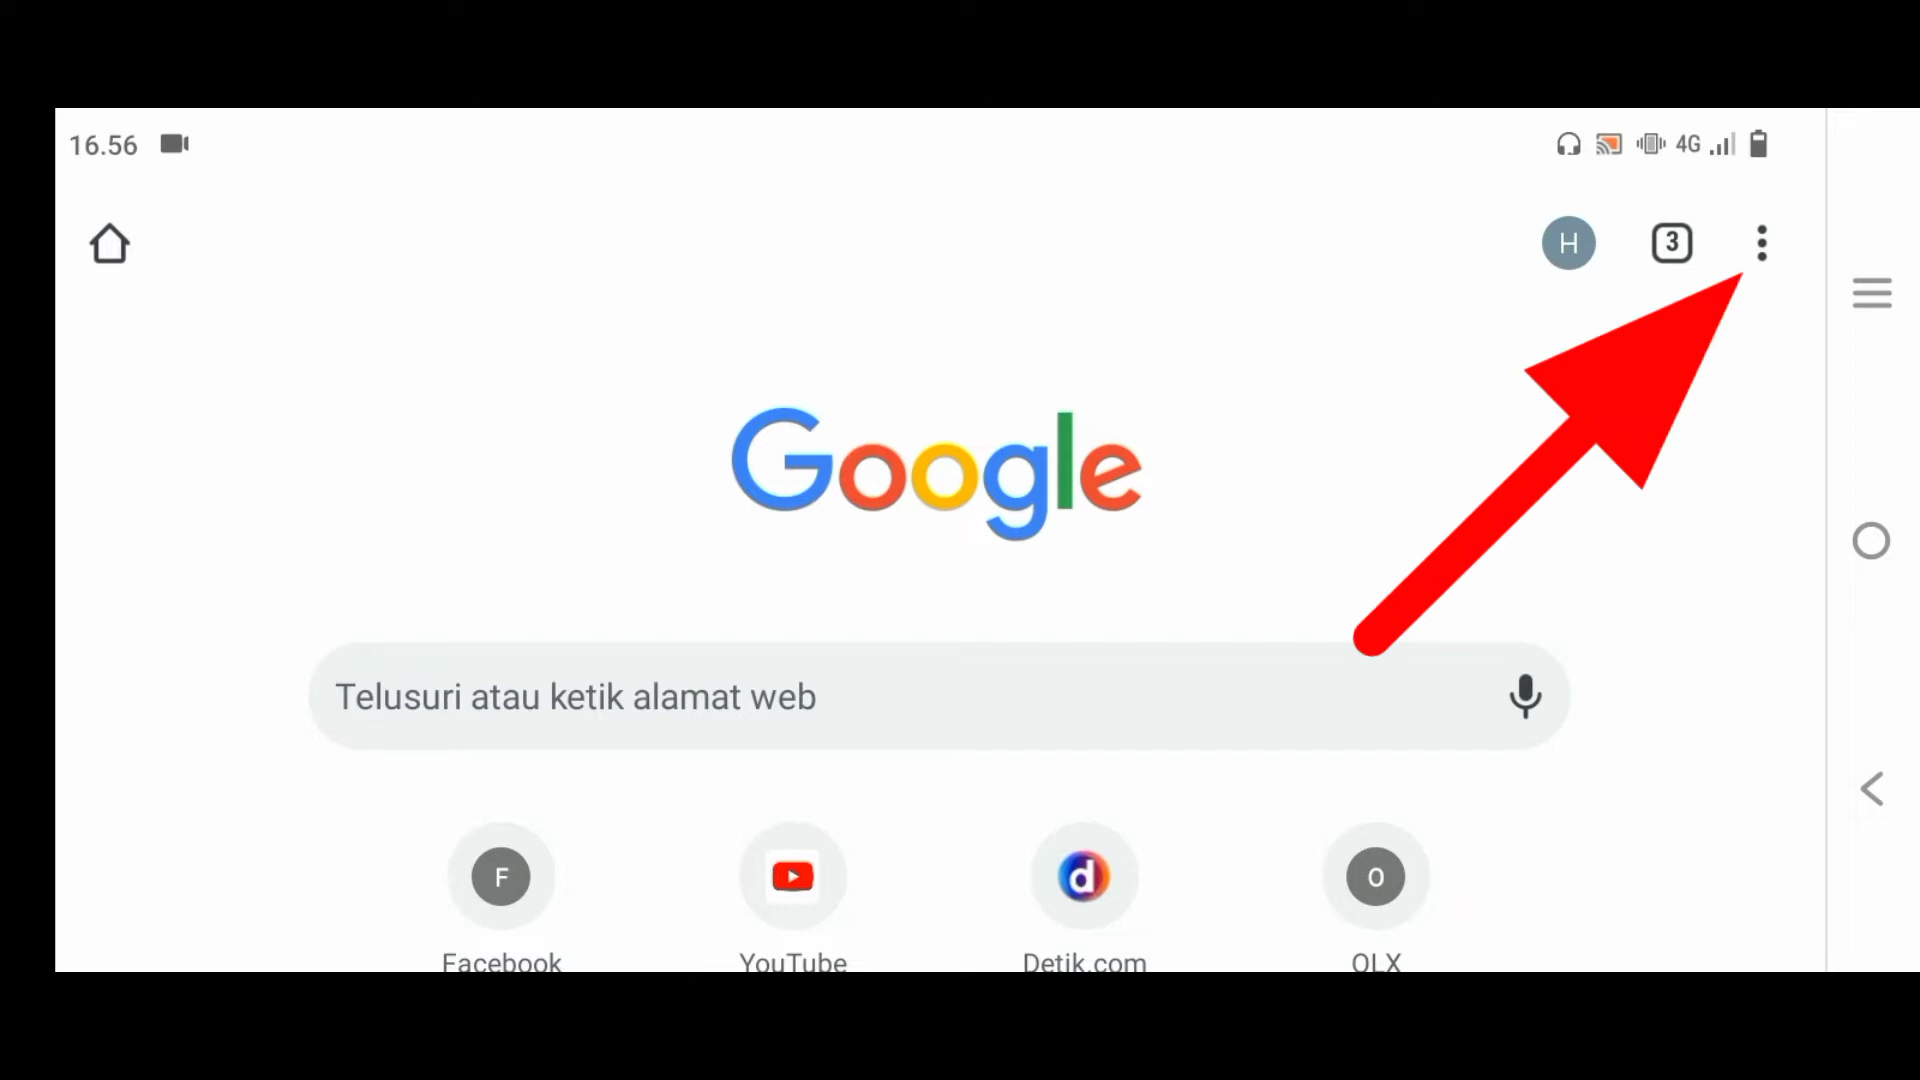 16.56 4G
H 3
Google
Telusuri atau ketik alamat web
F d O
Facebook YouTube Detik.com OLX